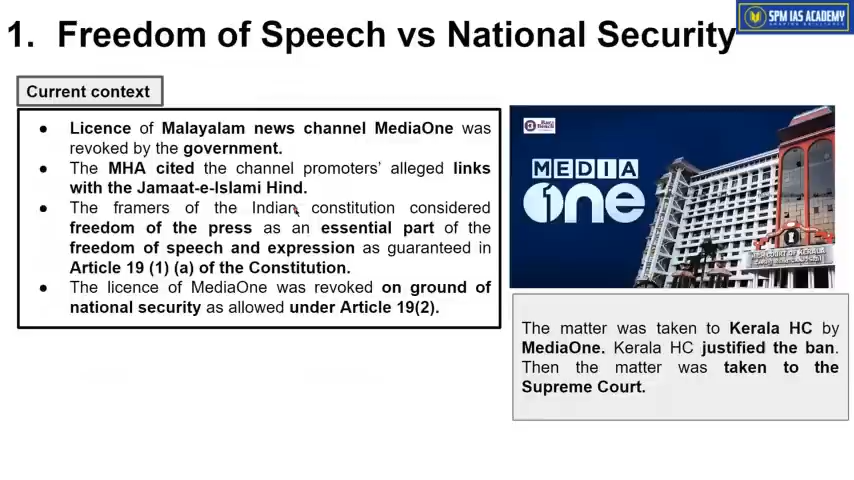 SPM IAS ACADEMY
1. Freedom of Speech vs National Security
Current context
● Licence of Malayalam news channel MediaOne was
revoked by the government.
● The MHA cited the channel promoters' alleged links
with the Jamaat-e-Islami Hind.
● The framers of the Indian constitution considered
freedom of the press as an essential part of the
freedom of speech and expression as guaranteed in
Article 19 (1) (a) of the Constitution.
● The licence of MediaOne was revoked on ground of
national security as allowed under Article 19(2).
MEDIA
one
The matter was taken to Kerala HC by
MediaOne. Kerala HC justified the ban.
Then the matter was taken to the
Supreme Court.